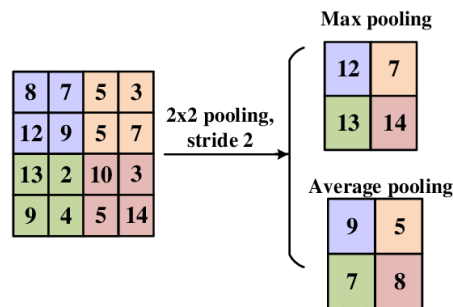 Max pooling
12 7
13 14
8 7 5 3
12 9 5 7
13 2 10 3
9 4 5 14
2x2 pooling,
stride 2
Average pooling
9 5
7 8